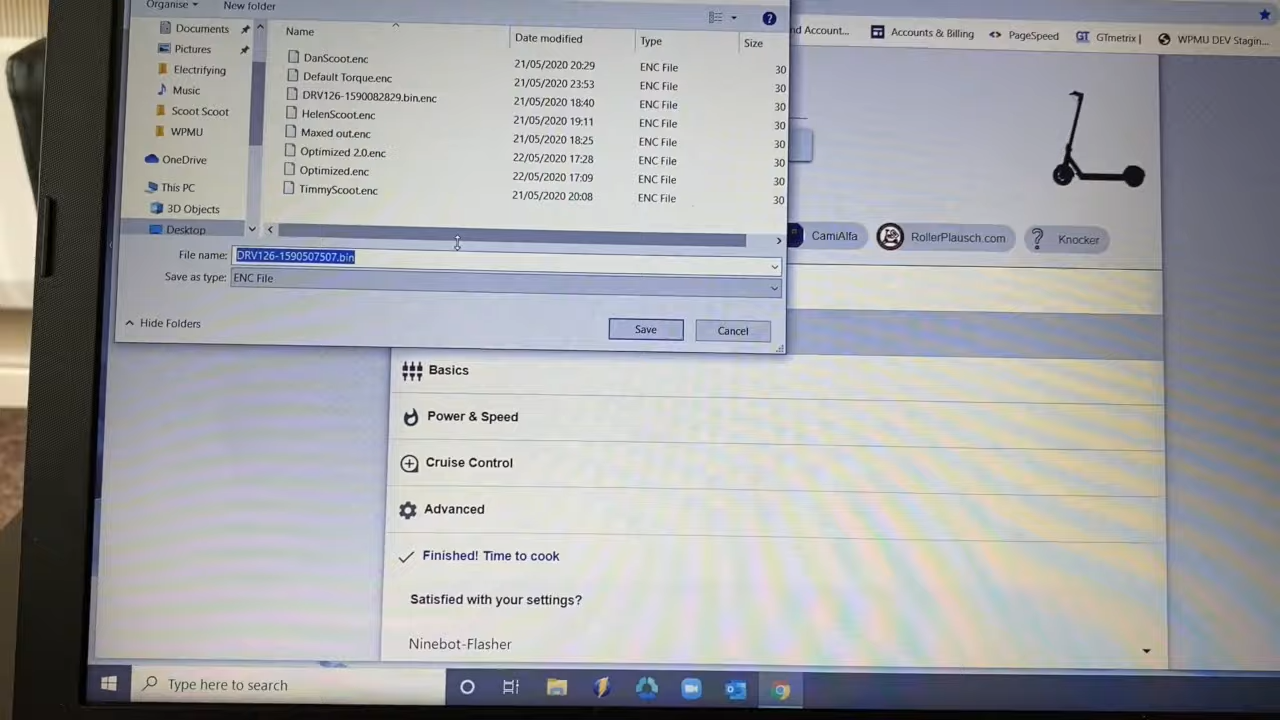 Organise
New folder
Documents
Pictures
Electrifying
Music
Scoot Scoot
WPMU
OneDrive
This PC
3D Objects
Desktop
Name
Date modified
Type
Size
DanScoot.enc
21/05/2020 20:29
ENC File
30
Default Torque.enc
21/05/2020 23:53
ENC File
30
DRV126-1590082829.bin.enc
21/05/2020 18:40
ENC File
30
HelenScoot.enc
21/05/2020 19:11
ENC File
30
Maxed out.enc
21/05/2020 18:25
ENC File
30
Optimized 2.0.enc
22/05/2020 17:28
ENC File
30
Optimized.enc
22/05/2020 17:09
ENC File
30
TimmyScoot.enc
21/05/2020 20:08
ENC File
30
File name:
DRV126-1590507507.bin
Save as type:
ENC File
Hide Folders
Save
Cancel
nd Account...
Accounts & Billing
<> PageSpeed
GT GTmetrix |
WPMU DEV Stagin...
CamiAlfa
RollerPlausch.com
? Knocker
Basics
Power & Speed
Cruise Control
Advanced
Finished! Time to cook
Satisfied with your settings?
Ninebot-Flasher
Type here to search